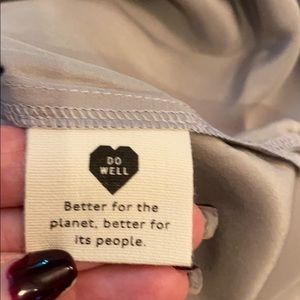 DO
WELL
Better for the
planet, better for
its people.